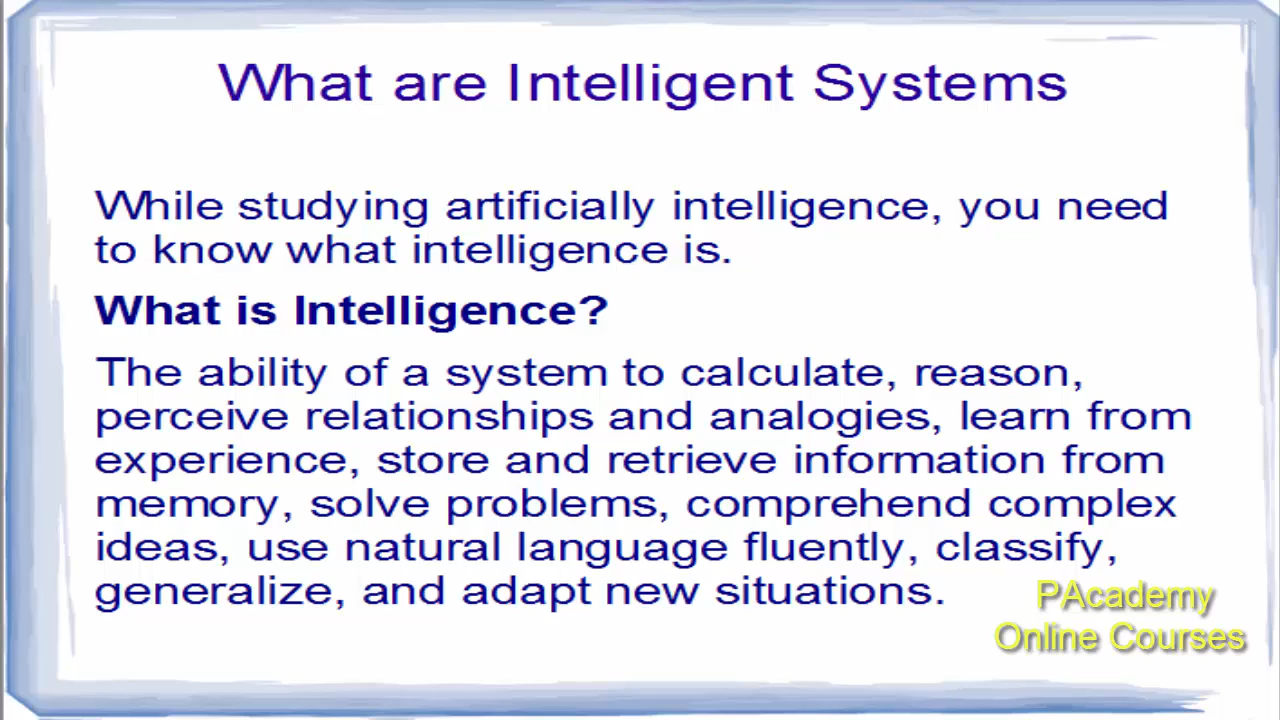 What are Intelligent Systems
While studying artificially intelligence, you need
to know what intelligence is.
What is Intelligence?
The ability of a system to calculate, reason,
perceive relationships and analogies, learn from
experience, store and retrieve information from
memory, solve problems, comprehend complex
ideas, use natural language fluently, classify,
generalize, and adapt new situations.
PAcademy
Online Courses